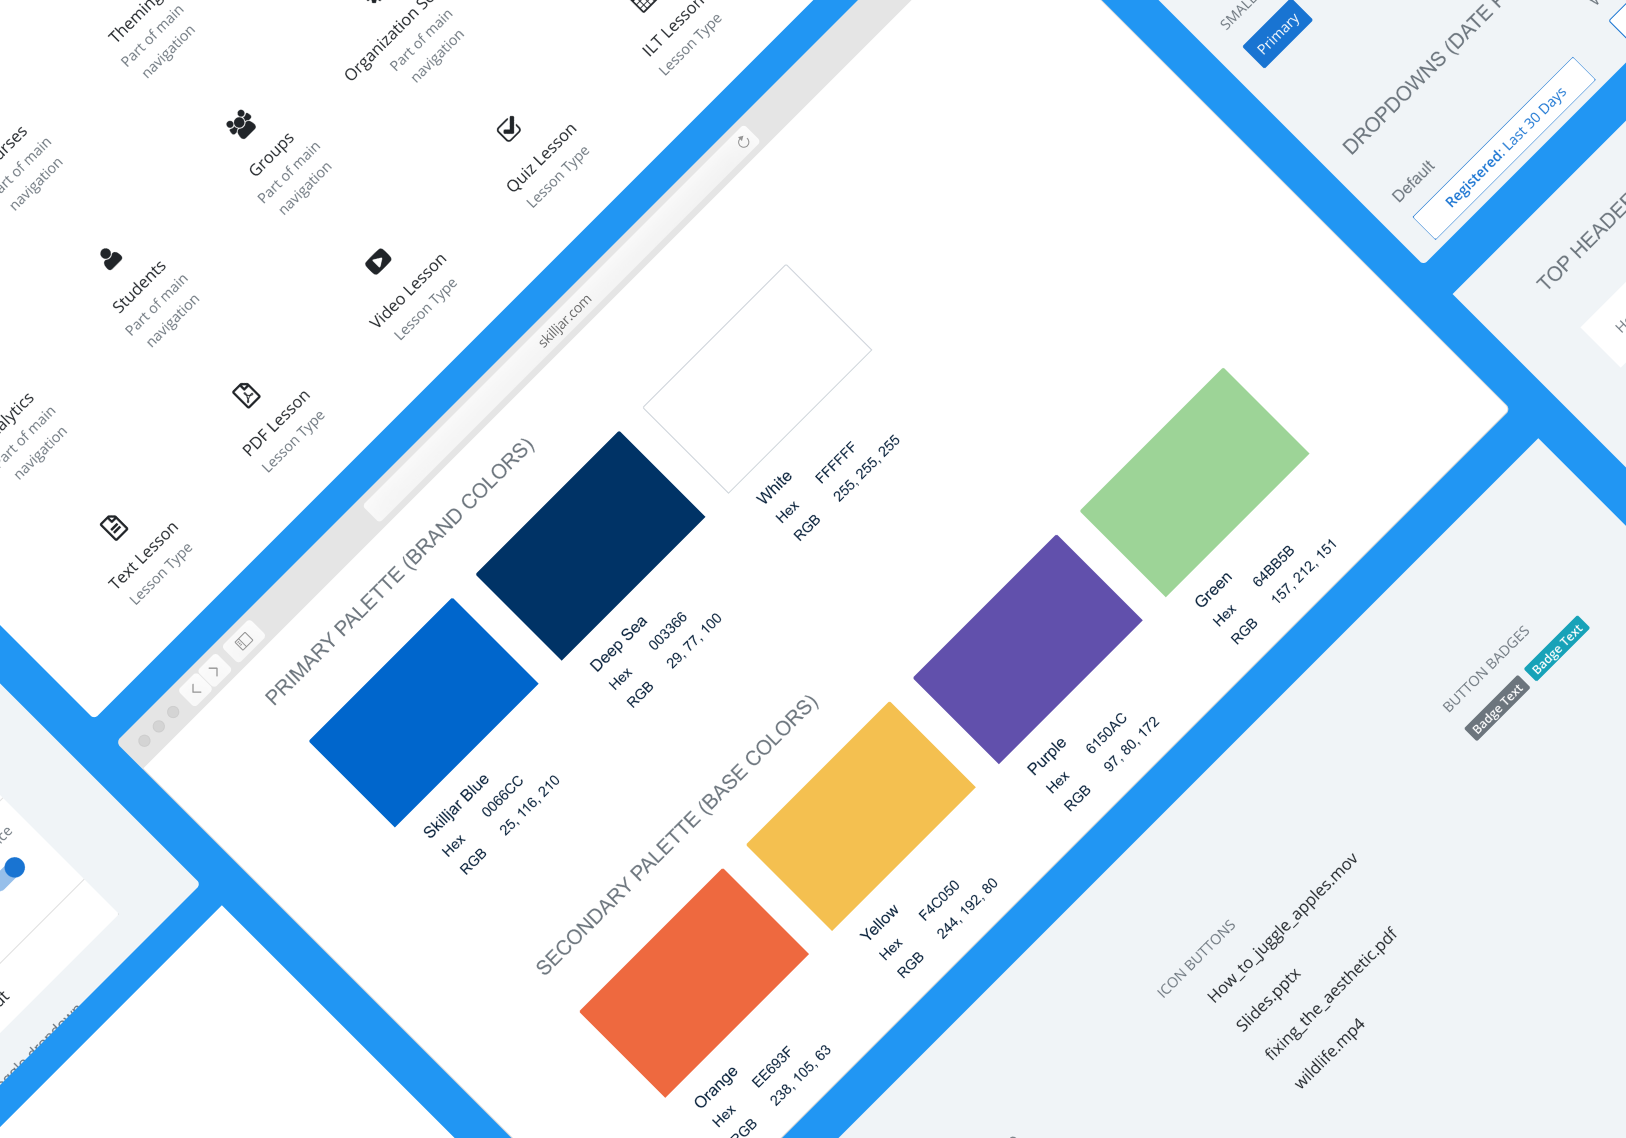 Theming
Part of main
navigation
Organization
Part of main
navigation
ILT Lesson
Lesson Type
Part of main
navigation
Groups
Part of main
navigation
Quiz Lesson
Lesson Type
Students
Part of main
navigation
Video Lesson
Lesson Type
Part of main
navigation
PDF Lesson
Lesson Type
Text Lesson
Lesson Type
skilljar.com
PRIMARY PALETTE (BRAND COLORS)
Skilljar Blue
Hex 0066CC
RGB 25, 116, 210
Deep Sea
Hex 003366
RGB 29, 77, 100
White
Hex FFFFFF
RGB 255, 255, 255
SECONDARY PALETTE (BASE COLORS)
Orange
Hex EE693F
RGB 238, 105, 63
Yellow
Hex F4C050
RGB 244, 192, 80
Purple
Hex 6150AC
RGB 97, 80, 172
Green
Hex 64BB5B
RGB 157, 212, 151
SMALL
Primary
DROPDOWNS (DATE
Default
Registered: Last 30 Days
TOP HEADER
BUTTON BADGES
Badge Text
Badge Text
ICON BUTTONS
How_to_juggle_apples.mov
Slides.pptx
fixing_the_aesthetic.pdf
wildlife.mp4
dropdown